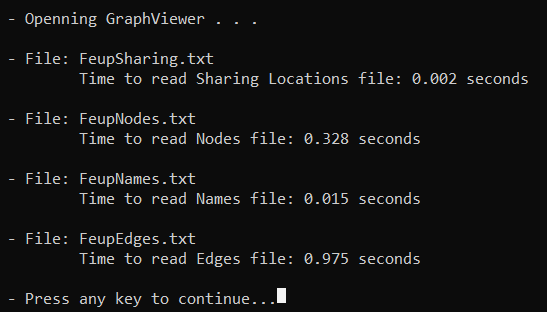 - Openning GraphViewer . . .
- File: FeupSharing.txt
Time to read Sharing Locations file: 0.002 seconds
- File: FeupNodes.txt
Time to read Nodes file: 0.328 seconds
- File: FeupNames.txt
Time to read Names file: 0.015 seconds
- File: FeupEdges.txt
Time to read Edges file: 0.975 seconds
- Press any key to continue...